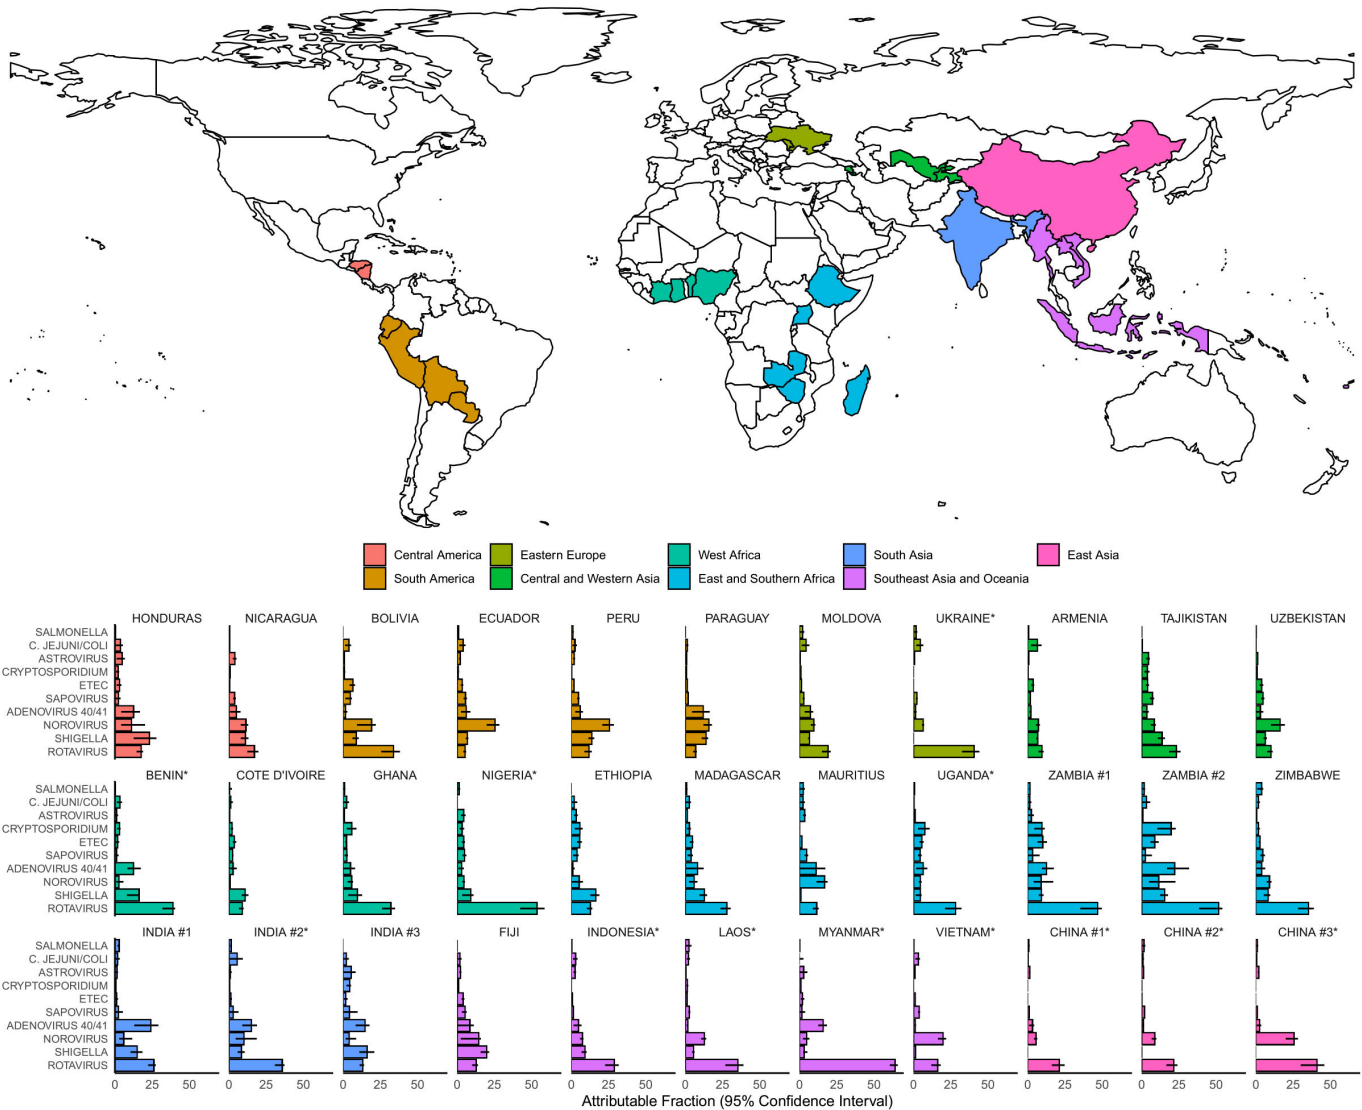 Central America
Eastern Europe
West Africa
South Asia
East Asia
South America
Central and Western Asia
East and Southern Africa
Southeast Asia and Oceania
HONDURAS NICARAGUA BOLIVIA ECUADOR PERU PARAGUAY MOLDOVA UKRAINE* ARMENIA TAJIKISTAN UZBEKISTAN
SALMONELLA
C. JEJUNI/COLI
ASTROVIRUS
CRYPTOSPORIDIUM
ETEC
SAPOVIRUS
ADENOVIRUS 40/41
NOROVIRUS
SHIGELLA
ROTAVIRUS
BENIN* COTE D'IVOIRE GHANA NIGERIA* ETHIOPIA MADAGASCAR MAURITIUS UGANDA* ZAMBIA #1 ZAMBIA #2 ZIMBABWE
SALMONELLA
C. JEJUNI/COLI
ASTROVIRUS
CRYPTOSPORIDIUM
ETEC
SAPOVIRUS
ADENOVIRUS 40/41
NOROVIRUS
SHIGELLA
ROTAVIRUS
INDIA #1 INDIA #2* INDIA #3 FIJI INDONESIA* LAOS* MYANMAR* VIETNAM* CHINA #1* CHINA #2* CHINA #3*
SALMONELLA
C. JEJUNI/COLI
ASTROVIRUS
CRYPTOSPORIDIUM
ETEC
SAPOVIRUS
ADENOVIRUS 40/41
NOROVIRUS
SHIGELLA
ROTAVIRUS
0 25 50 0 25 50 0 25 50 0 25 50 0 25 50 0 25 50 0 25 50 0 25 50 0 25 50 0 25 50 0 25 50
Attributable Fraction (95% Confidence Interval)